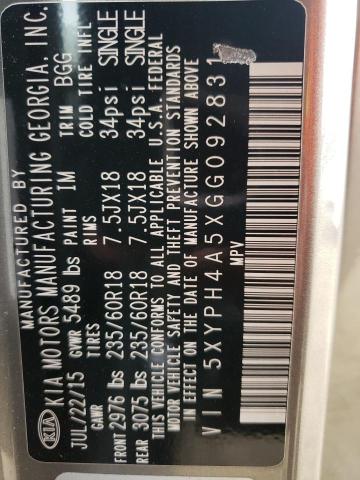 KIA
MANUFACTURED BY
KIA MOTORS MANUFACTURING GEORGIA, INC.
JUL/22/15 PAINT IM TRIM BGG
GVWR 5489 lbs
GAWR TIRES RIMS COLD TIRE INFL
FRONT 2976 lbs 235/60R18 7.5JX18 34psi SINGLE
REAR 3075 lbs 235/60R18 7.5JX18 34psi SINGLE
THIS VEHICLE CONFORMS TO ALL APPLICABLE U.S.A. FEDERAL
MOTOR VEHICLE SAFETY AND THEFT PREVENTION STANDARDS
IN EFFECT ON THE DATE OF MANUFACTURE SHOWN ABOVE
VIN 5XYPH4A5XGG092831
MPV